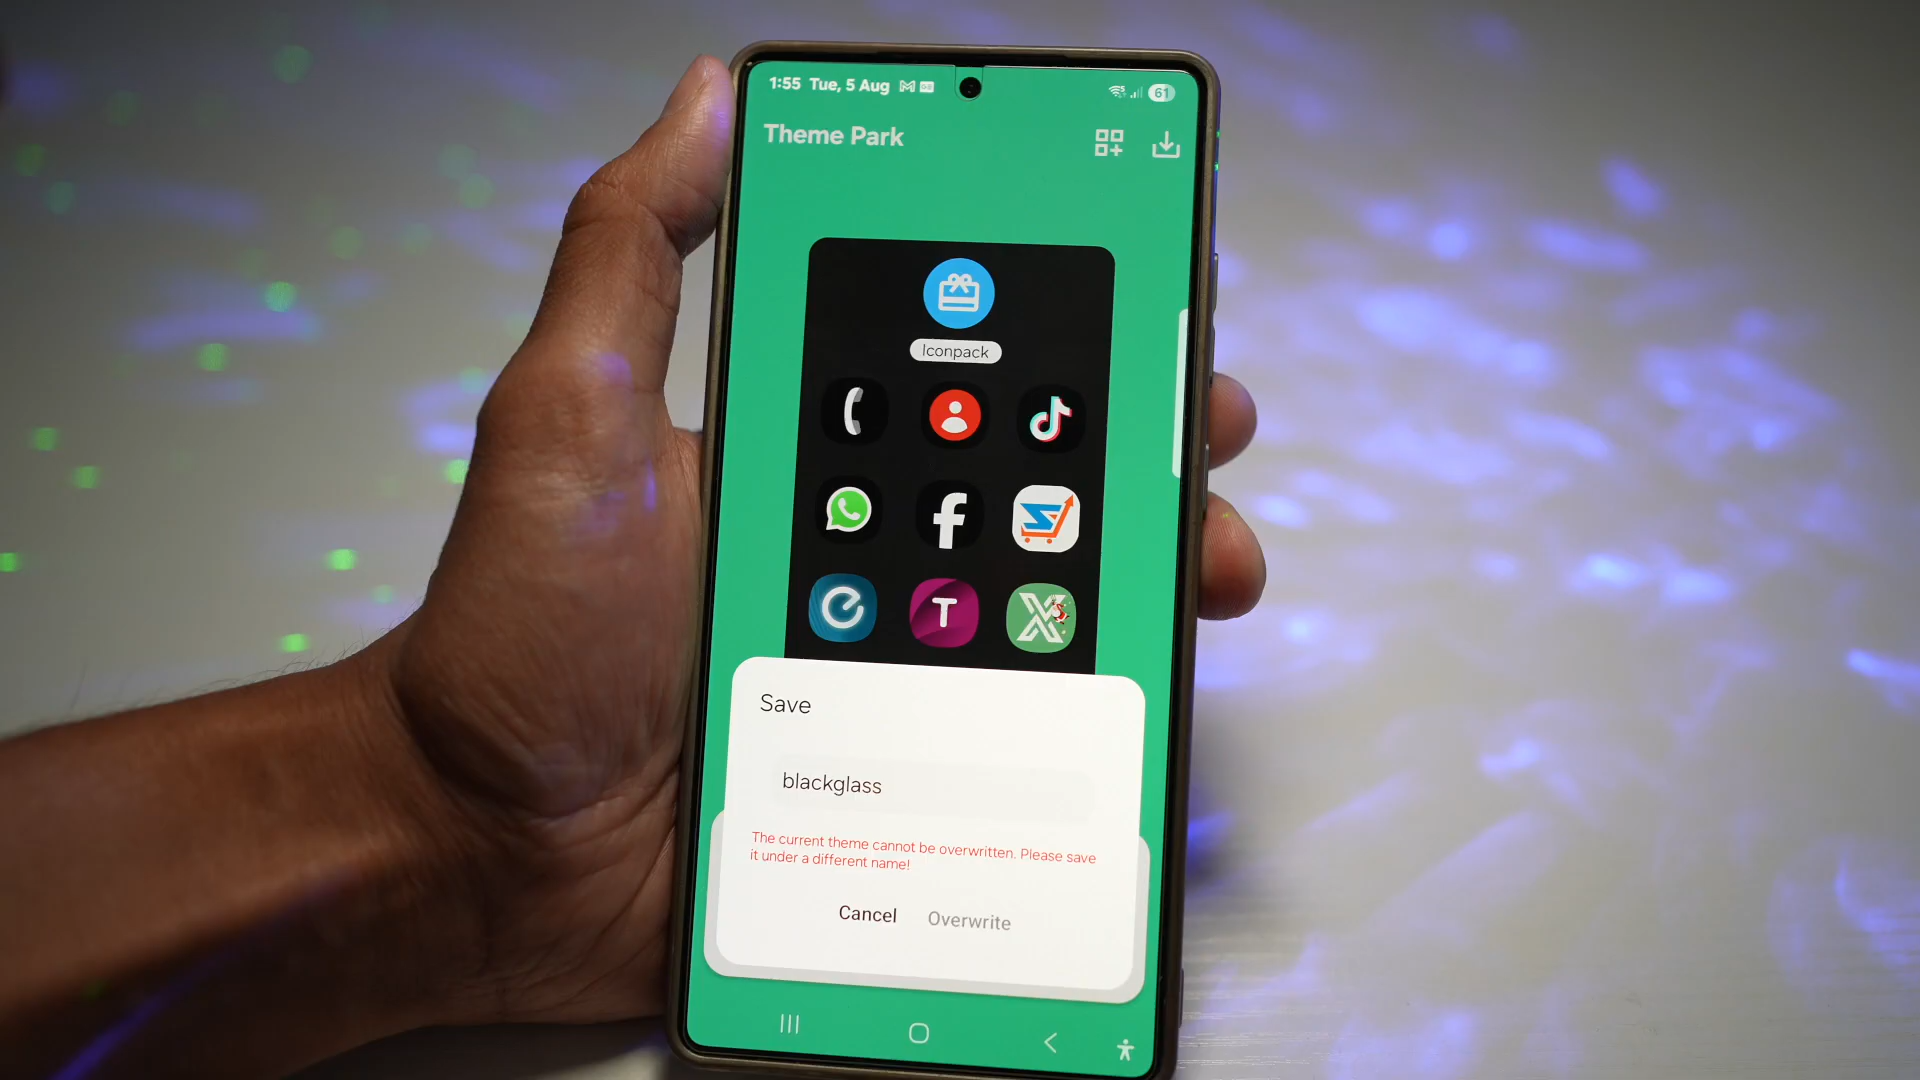 1:55 Tue, 5 Aug
61
Theme Park
Iconpack
T
Save
blackglass
The current theme cannot be overwritten. Please save
it under a different name!
Cancel Overwrite